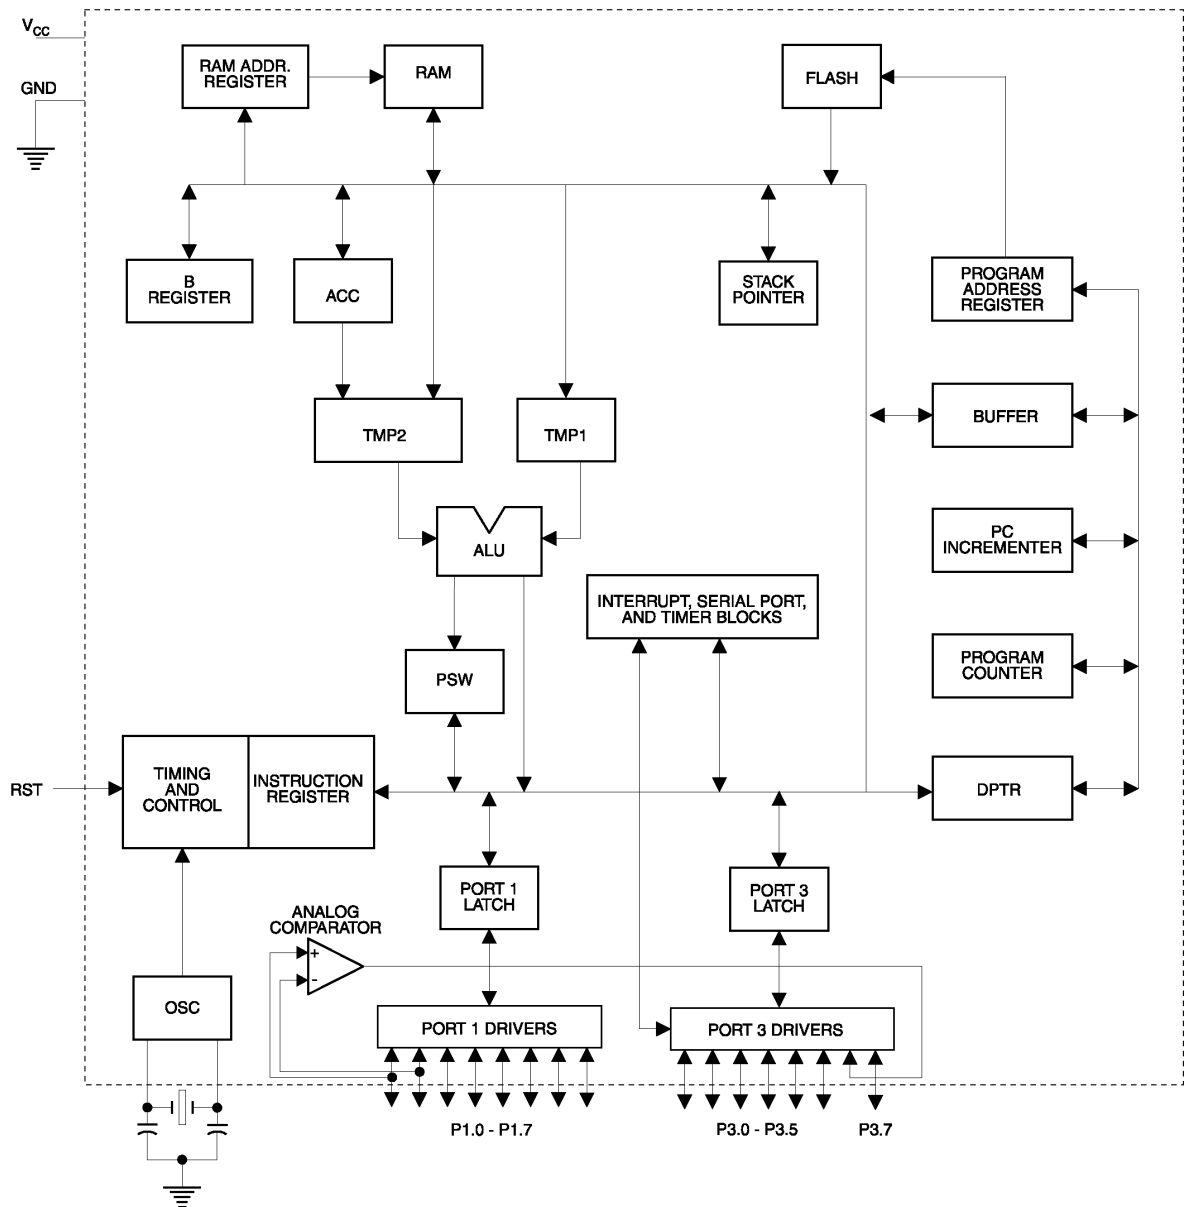 VCC
GND
RAM ADDR.
REGISTER
RAM
FLASH
B
REGISTER
ACC
STACK
POINTER
PROGRAM
ADDRESS
REGISTER
TMP2
TMP1
BUFFER
ALU
PC
INCREMENTER
INTERRUPT, SERIAL PORT,
AND TIMER BLOCKS
PSW
PROGRAM
COUNTER
RST
TIMING
AND
CONTROL
INSTRUCTION
REGISTER
DPTR
PORT 1
LATCH
PORT 3
LATCH
ANALOG
COMPARATOR
+
-
OSC
PORT 1 DRIVERS
PORT 3 DRIVERS
P1.0 - P1.7
P3.0 - P3.5
P3.7